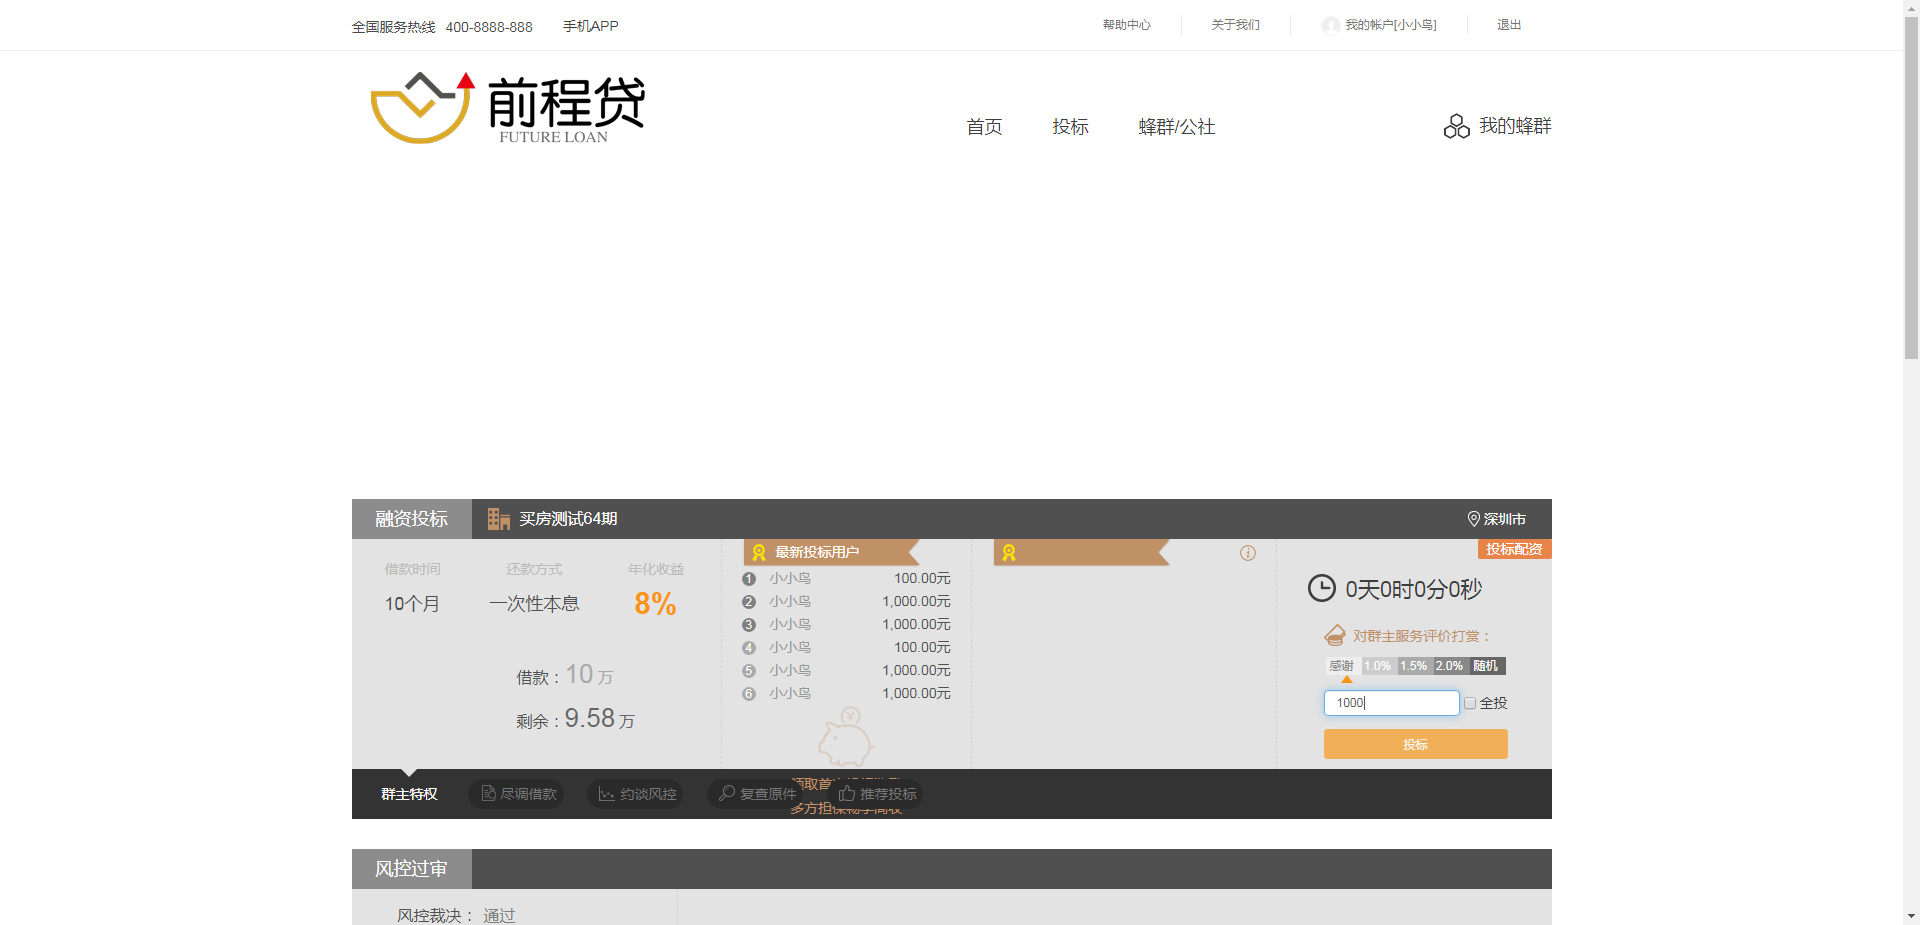 全国服务热线 400-8888-888 手机APP
帮助中心 关于我们 我的帐户[小小鸟] 退出
前程贷
FUTURE LOAN
首页 投标 蜂群/公社 我的蜂群
融资投标 买房测试64期 深圳市
投标配资
借款时间 还款方式 年化收益
10个月 一次性本息 8%
借款：10 万
剩余：9.58 万
最新投标用户
1 小小鸟 100.00元
2 小小鸟 1,000.00元
3 小小鸟 1,000.00元
4 小小鸟 100.00元
5 小小鸟 1,000.00元
6 小小鸟 1,000.00元
0天0时0分0秒
对群主服务评价打赏：
感谢 1.0% 1.5% 2.0% 随机
1000 全投
投标
群主特权 尽调借款 约谈风控 复查原件 推荐投标
领取首
多方担保
风控过审
风控裁决： 通过